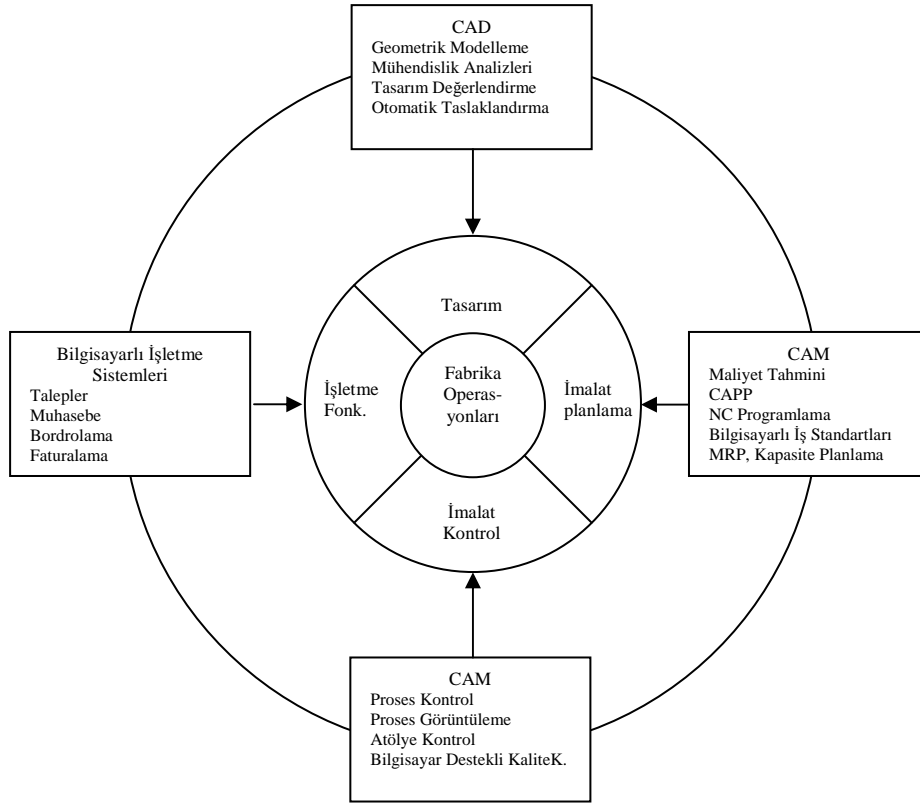 CAD
Geometrik Modelleme
Mühendislik Analizleri
Tasarım Değerlendirme
Otomatik Taslaklandırma
Tasarım
Bilgisayarlı İşletme
Sistemleri
Talepler
Muhasebe
Bordrolama
Faturalama
İşletme
Fonk.
Fabrika
Operas-
yonları
İmalat
planlama
CAM
Maliyet Tahmini
CAPP
NC Programlama
Bilgisayarlı İş Standartları
MRP, Kapasite Planlama
İmalat
Kontrol
CAM
Proses Kontrol
Proses Görüntüleme
Atölye Kontrol
Bilgisayar Destekli KaliteK.